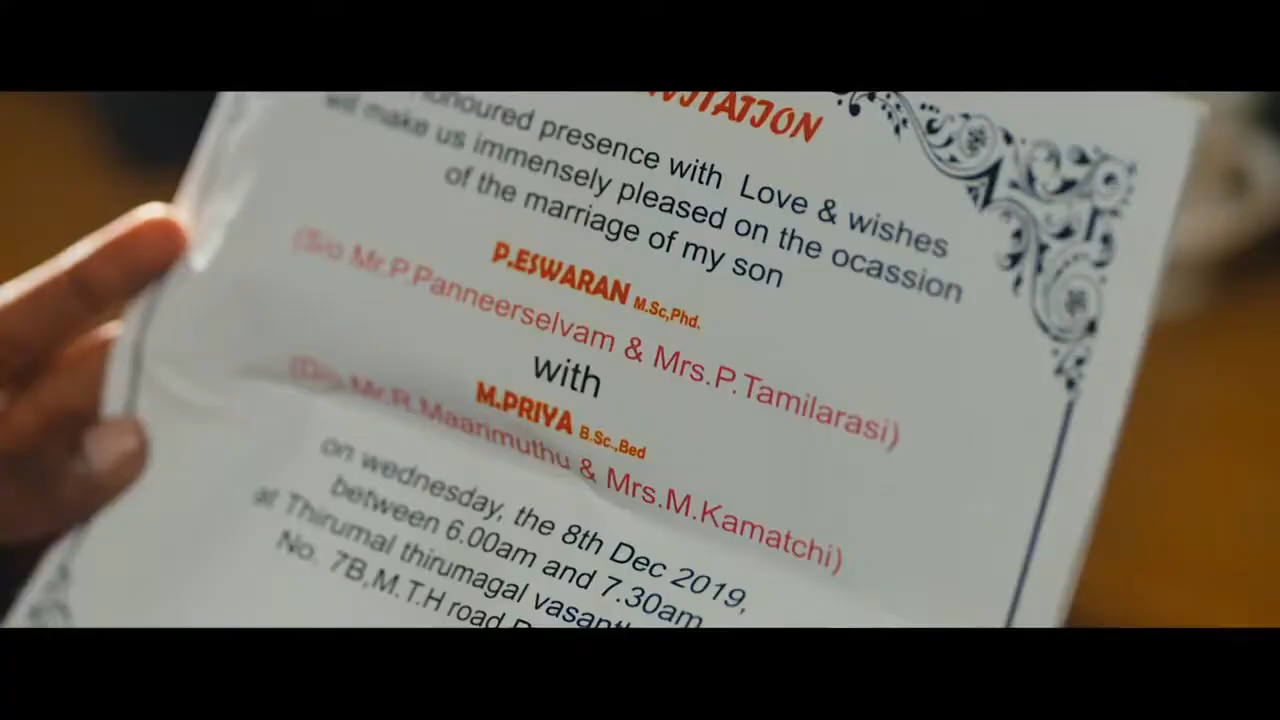 presence with Love & wishes
will make us immensely pleased on the ocassion
of the marriage of my son
P.ESWARAN M.Sc,Phd.
(S/o Mr.P.Panneerselvam & Mrs.P.Tamilarasi)
with
M.PRIYA B.Sc.,Bed
(D/o Mr.R.Maarimuthu & Mrs.M.Kamatchi)
on wednesday, the 8th Dec 2019,
between 6.00am and 7.30am
at Thirumal thirumagal
No. 7B,M.T.H road